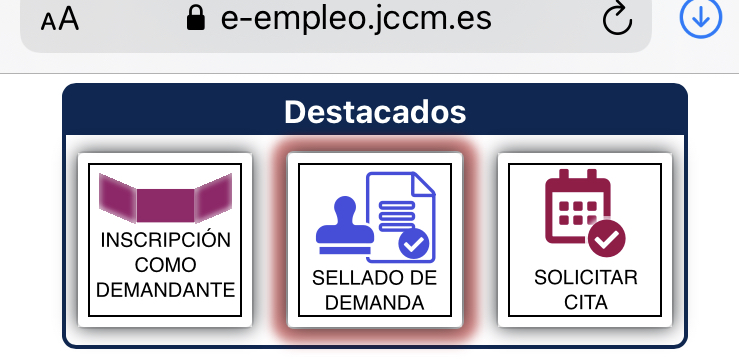 AA
e-empleo.jccm.es
Destacados
INSCRIPCIÓN
COMO
DEMANDANTE
SELLADO DE
DEMANDA
SOLICITAR
CITA